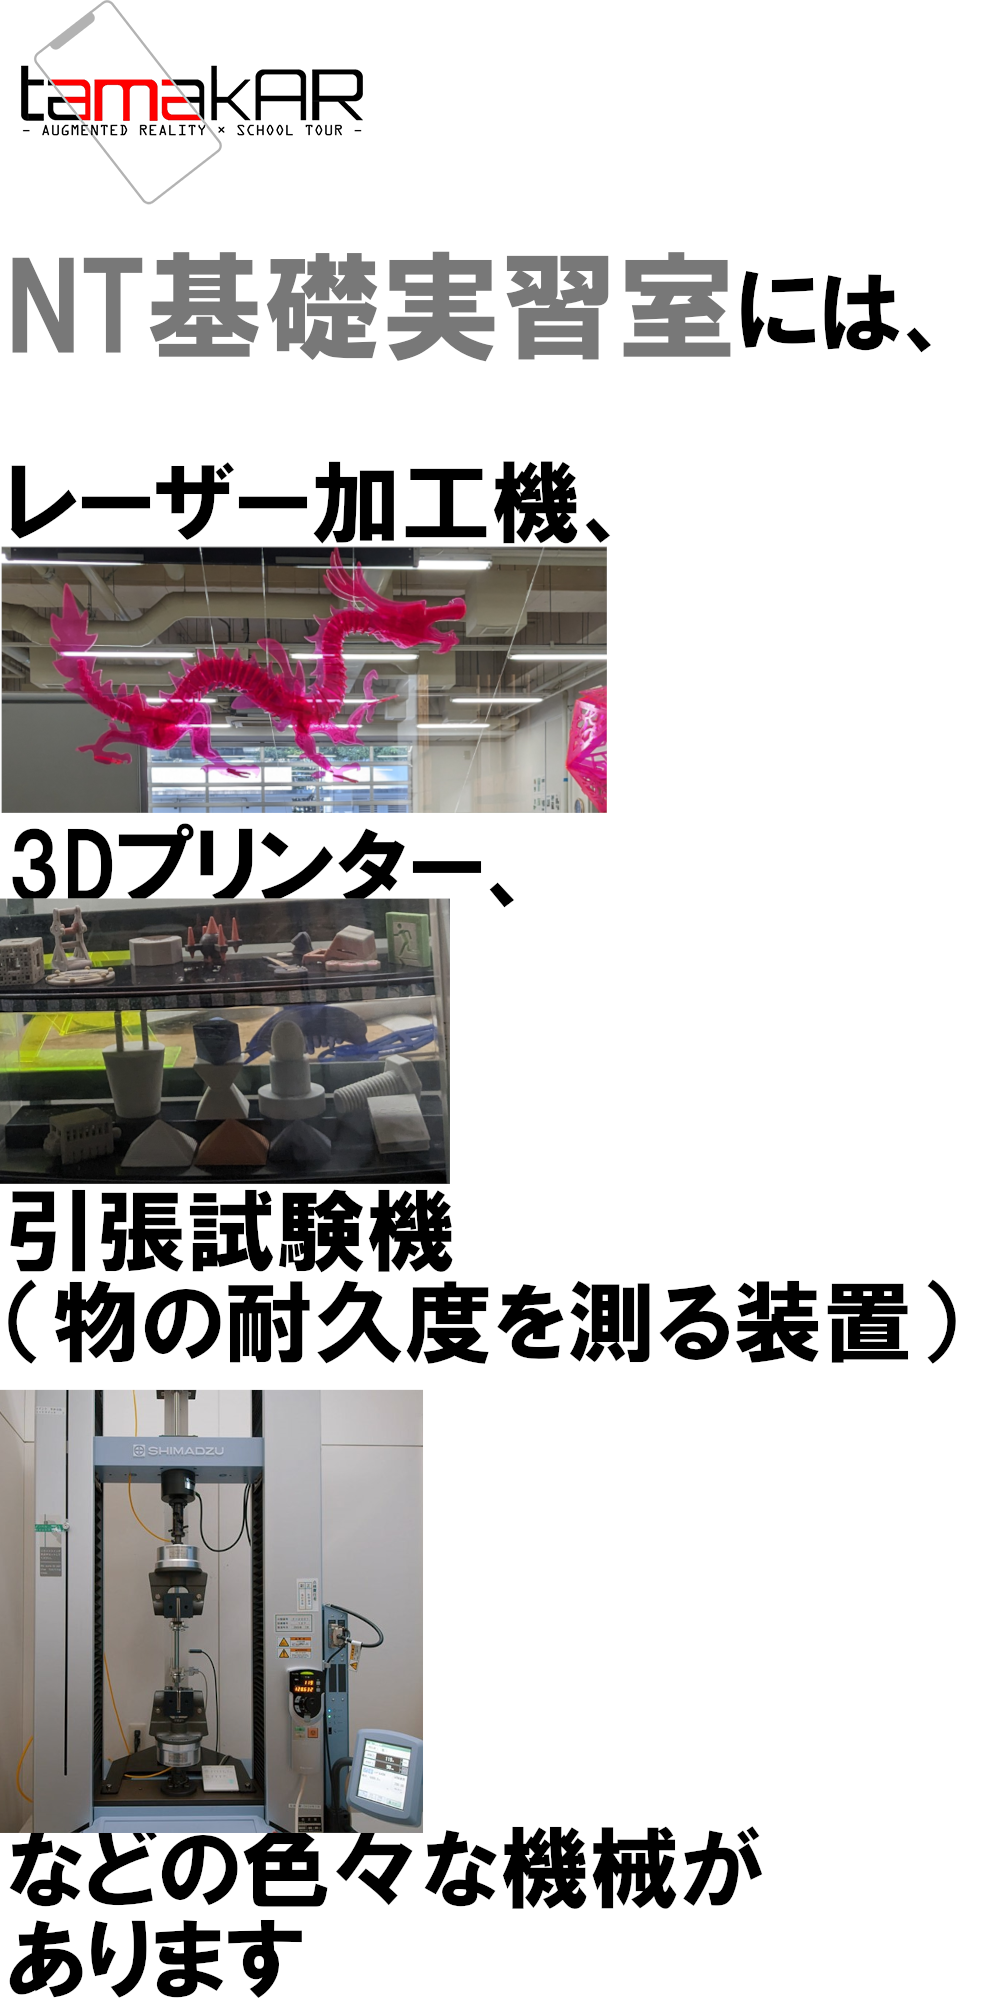 tamakAR
- AUGMENTED REALITY × SCHOOL TOUR -
NT基礎実習室には、
レーザー加工機、
3Dプリンター、
引張試験機
(物の耐久度を測る装置)
SHIMADZU
などの色々な機械が
あります